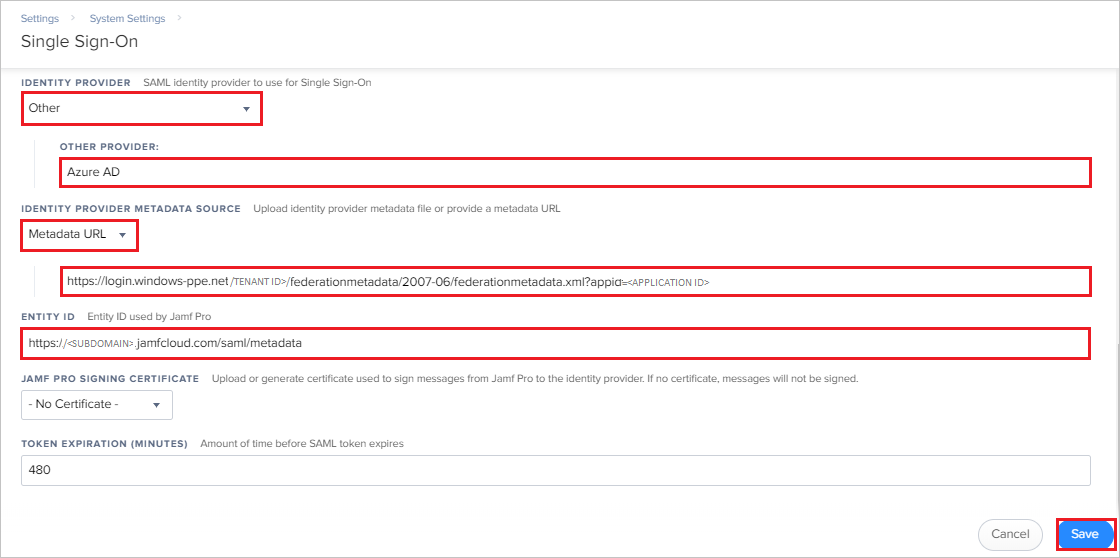 Settings > System Settings >
Single Sign-On
IDENTITY PROVIDER SAML identity provider to use for Single Sign-On
Other
OTHER PROVIDER:
Azure AD
IDENTITY PROVIDER METADATA SOURCE Upload identity provider metadata file or provide a metadata URL
Metadata URL
https://login.windows-ppe.net/TENANT ID>/federationmetadata/2007-06/federationmetadata.xml?appid=<APPLICATION ID>
ENTITY ID Entity ID used by Jamf Pro
https://<SUBDOMAIN>.jamfcloud.com/saml/metadata
JAMF PRO SIGNING CERTIFICATE Upload or generate certificate used to sign messages from Jamf Pro to the identity provider. If no certificate, messages will not be signed.
- No Certificate -
TOKEN EXPIRATION (MINUTES) Amount of time before SAML token expires
480
Cancel Save